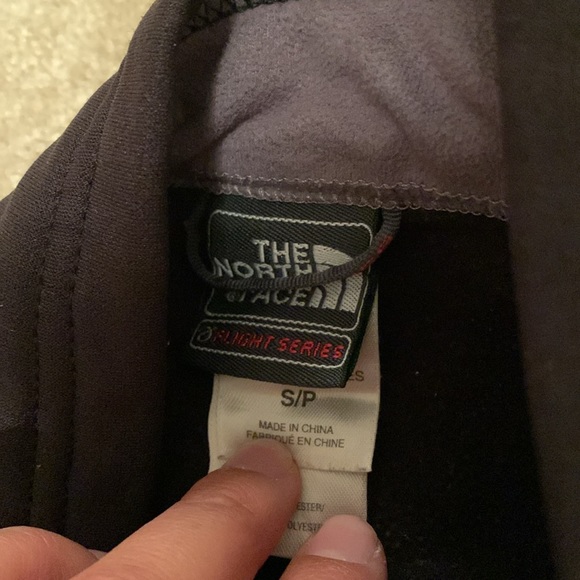 THE
NORTH
FACE
FLIGHT SERIES
S/P
MADE IN CHINA
FABRIQUÉ EN CHINE